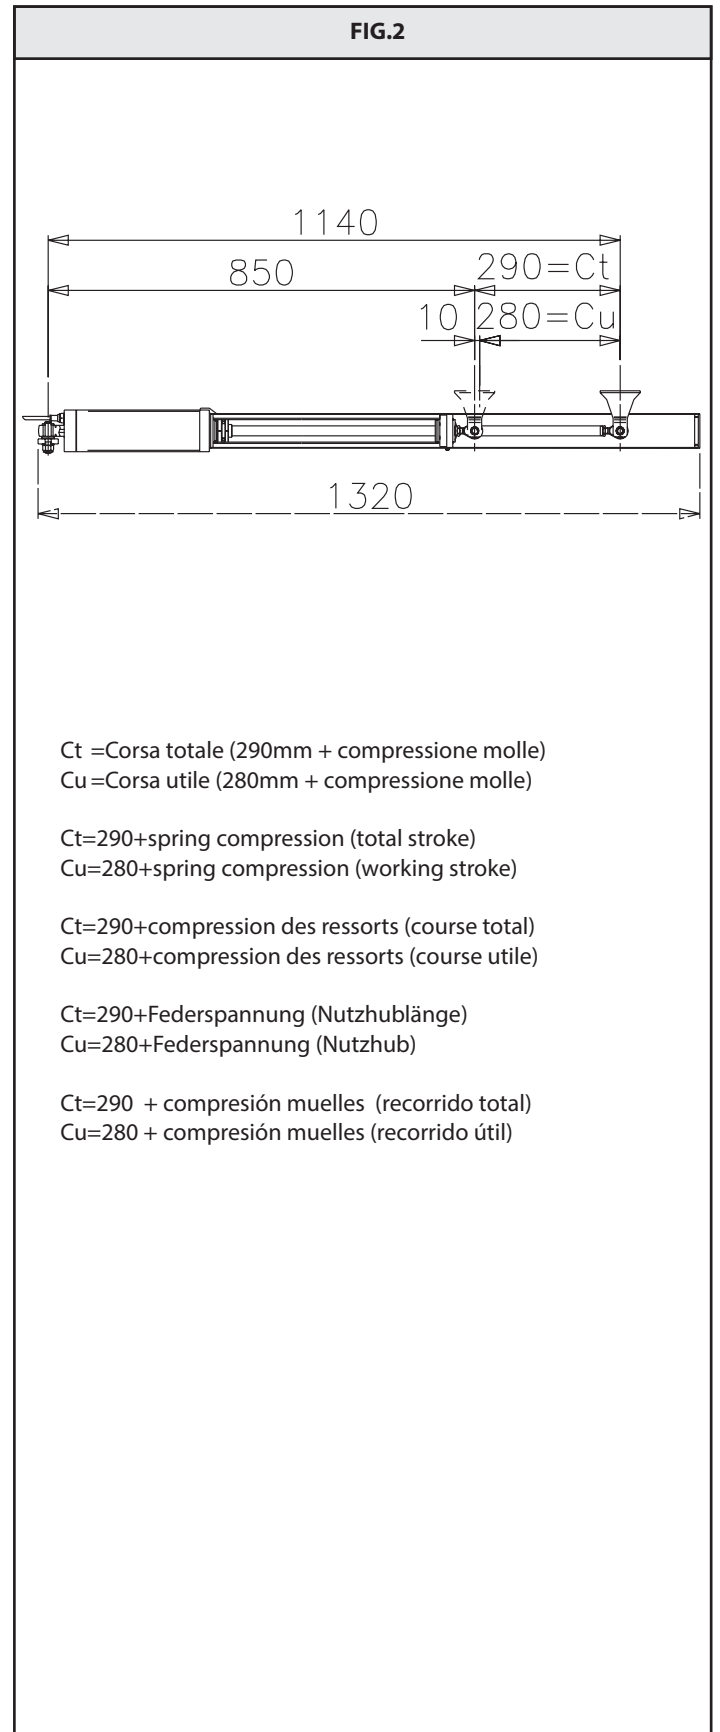 FIG.2
1140
850
290=Ct
10
280=Cu
1320
Ct =Corsa totale (290mm + compressione molle)
Cu =Corsa utile (280mm + compressione molle)
Ct=290+spring compression (total stroke)
Cu=280+spring compression (working stroke)
Ct=290+compression des ressorts (course total)
Cu=280+compression des ressorts (course utile)
Ct=290+Federspannung (Nutzhublänge)
Cu=280+Federspannung (Nutzhub)
Ct=290 + compresión muelles (recorrido total)
Cu=280 + compresión muelles (recorrido útil)